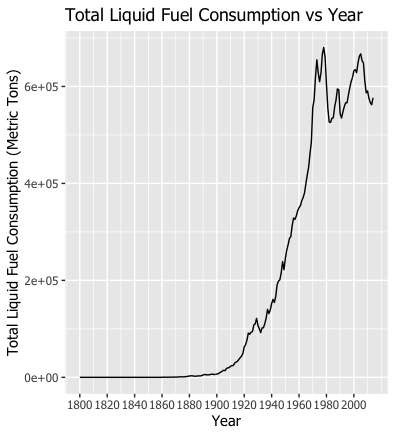 Total Liquid Fuel Consumption vs Year
Total Liquid Fuel Consumption (Metric Tons)
6e+05
4e+05
2e+05
0e+00
1800 1820 1840 1860 1880 1900 1920 1940 1960 1980 2000
Year